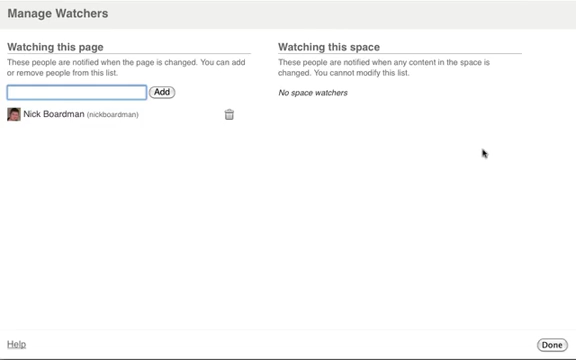 Manage Watchers
Watching this page
These people are notified when the page is changed. You can add
or remove people from this list.
Add
Nick Boardman (nickboardman)
Watching this space
These people are notified when any content in the space is
changed. You cannot modify this list.
No space watchers
Help
Done